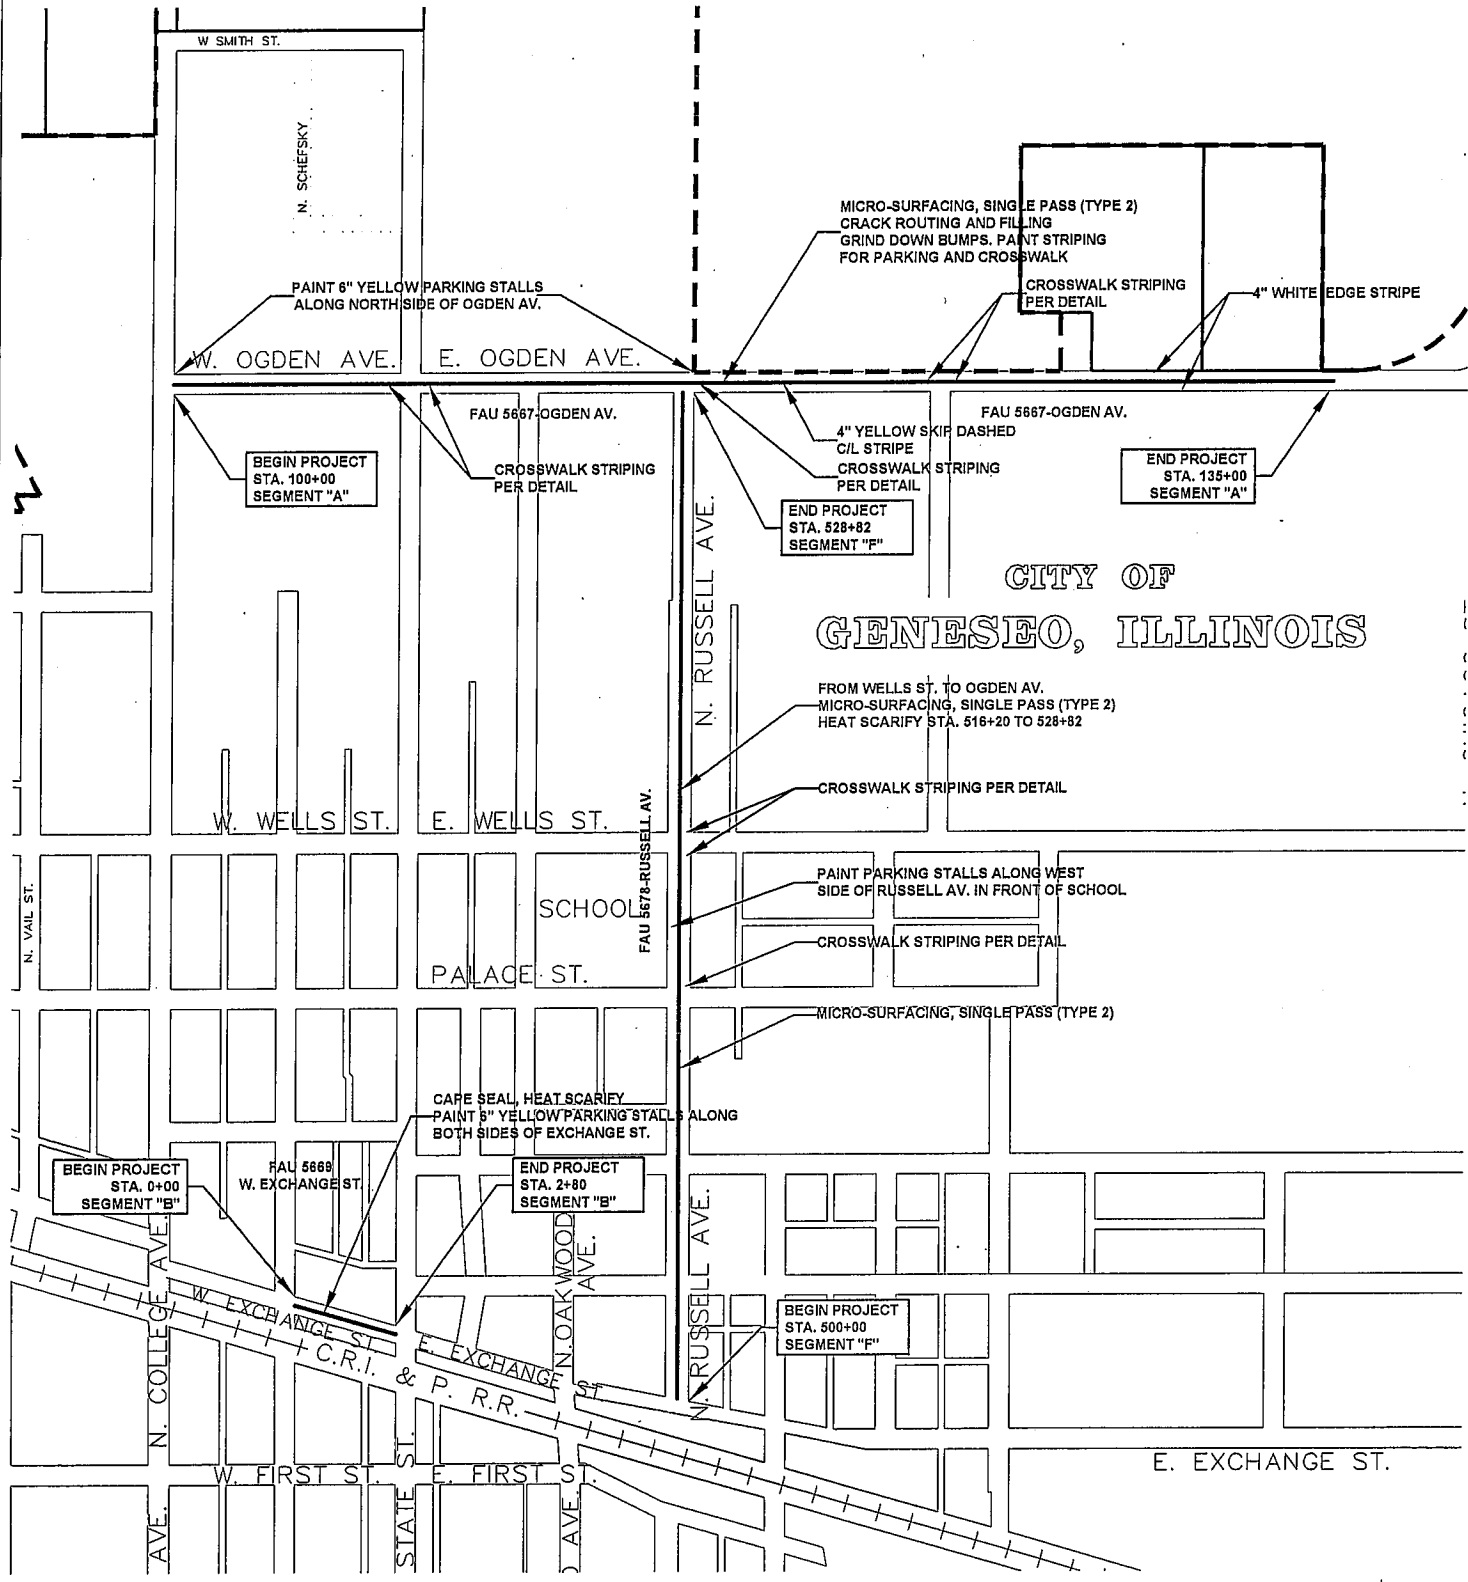 W SMITH ST.
N. SCHEFSKY
MICRO-SURFACING, SINGLE PASS (TYPE 2)
CRACK ROUTING AND FILLING
GRIND DOWN BUMPS. PAINT STRIPING
FOR PARKING AND CROSSWALK
PAINT 6" YELLOW PARKING STALLS
ALONG NORTH SIDE OF OGDEN AV.
CROSSWALK STRIPING
PER DETAIL
4" WHITE EDGE STRIPE
W. OGDEN AVE.
E. OGDEN AVE.
FAU 5667-OGDEN AV.
FAU 5667-OGDEN AV.
4" YELLOW SKIP DASHED
C/L STRIPE
BEGIN PROJECT
STA. 100+00
SEGMENT "A"
CROSSWALK STRIPING
PER DETAIL
CROSSWALK STRIPING
PER DETAIL
END PROJECT
STA. 135+00
SEGMENT "A"
END PROJECT
STA. 528+82
SEGMENT "F"
N. RUSSELL AVE.
CITY OF
GENESEO, ILLINOIS
FROM WELLS ST. TO OGDEN AV.
MICRO-SURFACING, SINGLE PASS (TYPE 2)
HEAT SCARIFY STA. 516+20 TO 528+82
CROSSWALK STRIPING PER DETAIL
W. WELLS ST.
E. WELLS ST.
FAU 5678-RUSSELL AV.
PAINT PARKING STALLS ALONG WEST
SIDE OF RUSSELL AV. IN FRONT OF SCHOOL
N. VAIL ST.
SCHOOL
CROSSWALK STRIPING PER DETAIL
PALACE ST.
MICRO-SURFACING, SINGLE PASS (TYPE 2)
CAPE SEAL, HEAT SCARIFY
PAINT 6" YELLOW PARKING STALLS ALONG
BOTH SIDES OF EXCHANGE ST.
BEGIN PROJECT
STA. 0+00
SEGMENT "B"
FAU 5669
W. EXCHANGE ST.
END PROJECT
STA. 2+80
SEGMENT "B"
N. COLLEGE AVE.
N. OAKWOOD
AVE.
N. RUSSELL AVE.
W. EXCHANGE ST.
E. EXCHANGE ST.
BEGIN PROJECT
STA. 500+00
SEGMENT "F"
C.R.I. & P. R.R.
E. EXCHANGE ST.
W. FIRST ST.
E. FIRST ST.
AVE.
STATE ST.
AVE.